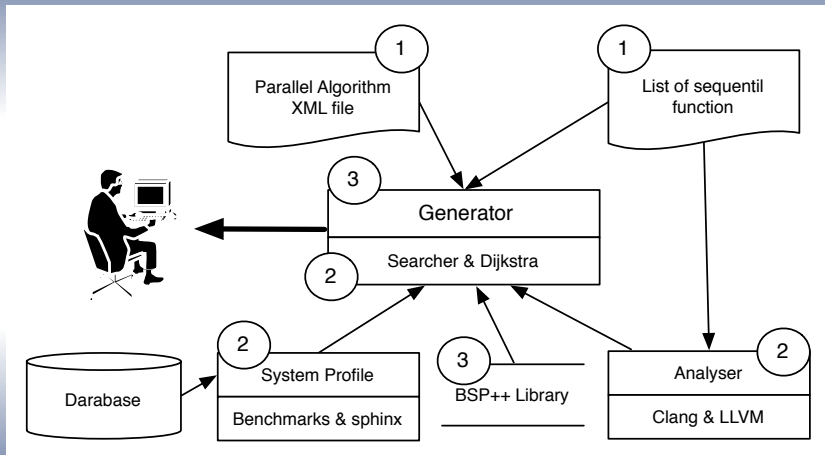 1
Parallel Algorithm
XML file
1
List of sequentil
function
3
Generator
2
Searcher & Dijkstra
Darabase
2
System Profile
Benchmarks & sphinx
3
BSP++ Library
2
Analyser
Clang & LLVM